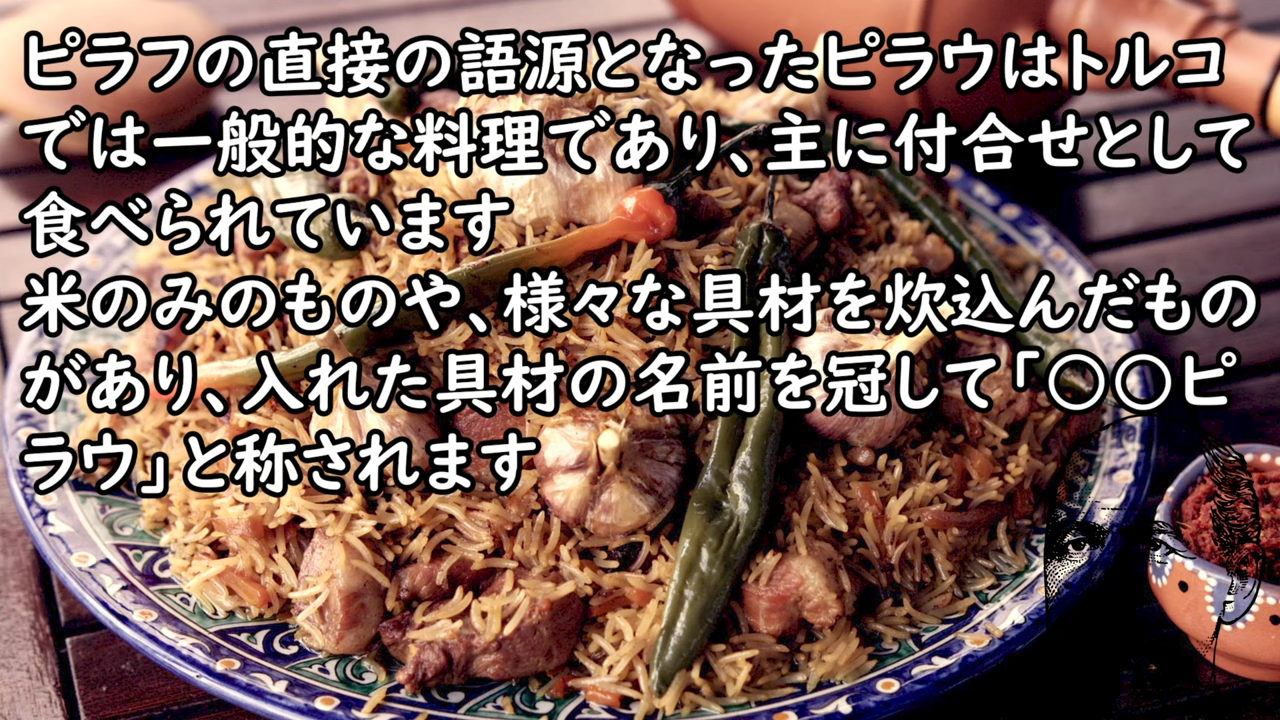 ピラフの直接の語源となったピラウはトルコ
では一般的な料理であり、主に付合せとして
食べられています
米のみのものや、様々な具材を炊込んだもの
があり、入れた具材の名前を冠して「〇〇ピ
ラウ」と称されます